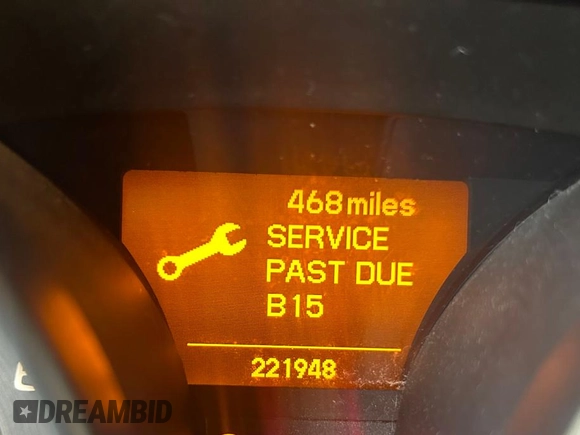 468 miles
SERVICE
PAST DUE
B15
221948
E
DREAMBID